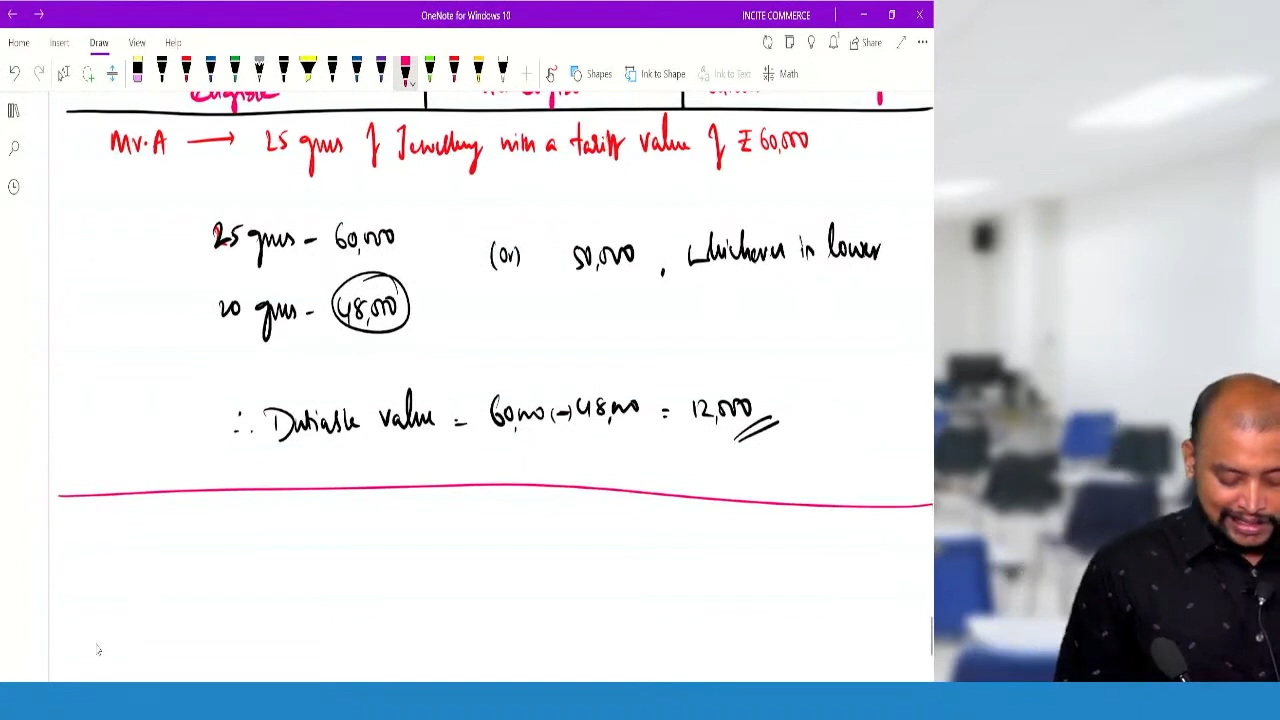 OneNote for Windows 10
INCITE COMMERCE
Home Insert Draw View Help
Share
Shapes Ink to Shape Ink to Text Math
Eligible
Mr. A → 25 gms of Jewellery with a tariff value of ₹ 60,000
25 gms - 60,000 (or) 50,000, whichever is lower
20 gms - 48,000
∴ Dutiable value = 60,000 (-) 48,000 = 12,000